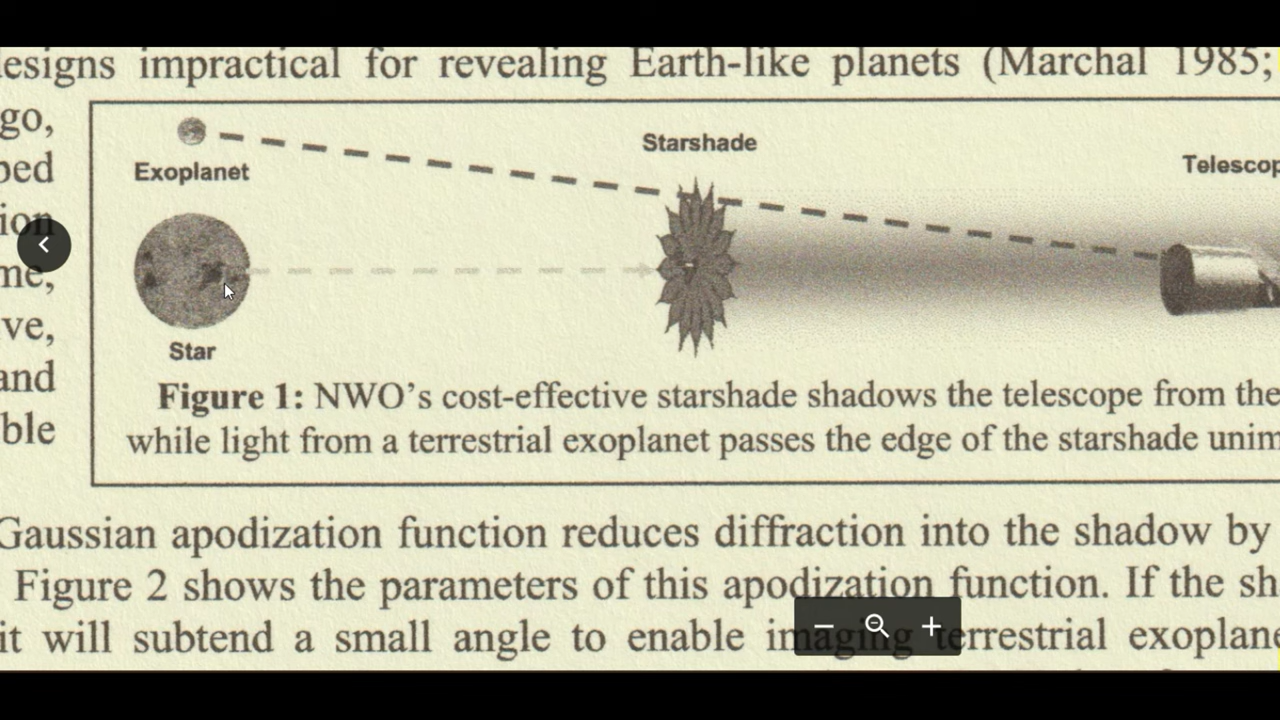 designs impractical for revealing Earth-like planets (Marchal 1985;
go,
ped
ion
me,
ve,
and
ble
Exoplanet
Starshade
Telescop
Star
Figure 1: NWO’s cost-effective starshade shadows the telescope from the
while light from a terrestrial exoplanet passes the edge of the starshade unim
Gaussian apodization function reduces diffraction into the shadow by
Figure 2 shows the parameters of this apodization function. If the sh
it will subtend a small angle to enable imaging terrestrial exoplane